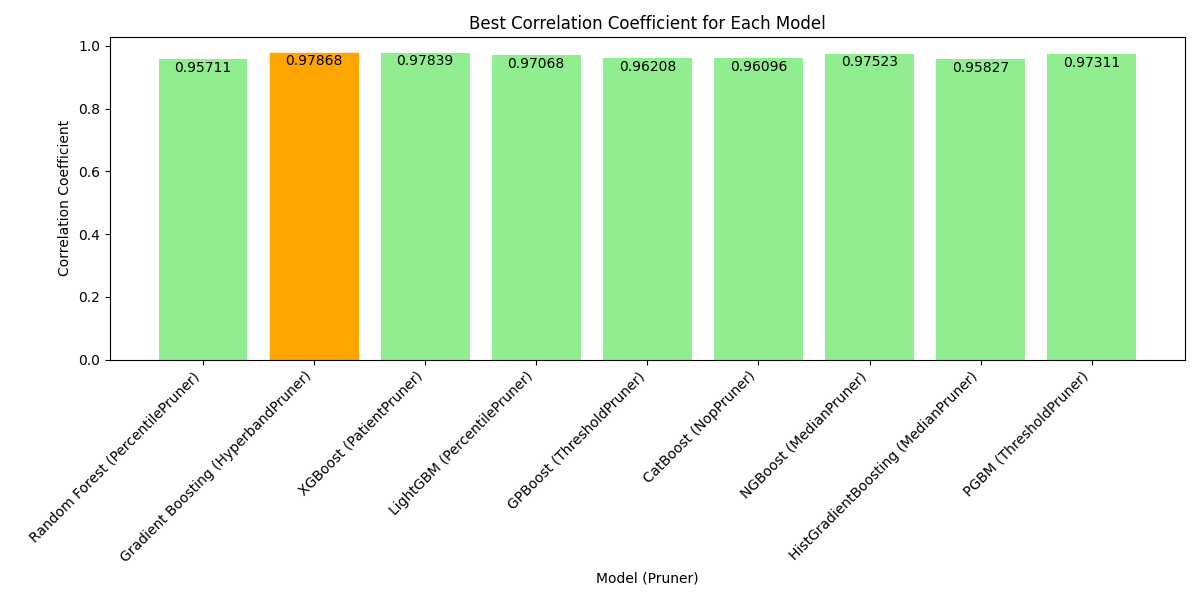 Best Correlation Coefficient for Each Model
Correlation Coefficient
1.0
0.8
0.6
0.4
0.2
0.0
0.95711
0.97868
0.97839
0.97068
0.96208
0.96096
0.97523
0.95827
0.97311
Random Forest (PercentilePruner)
Gradient Boosting (HyperbandPruner)
XGBoost (PatientPruner)
LightGBM (PercentilePruner)
GPBoost (ThresholdPruner)
CatBoost (NopPruner)
NGBoost (MedianPruner)
HistGradientBoosting (MedianPruner)
PGBM (ThresholdPruner)
Model (Pruner)